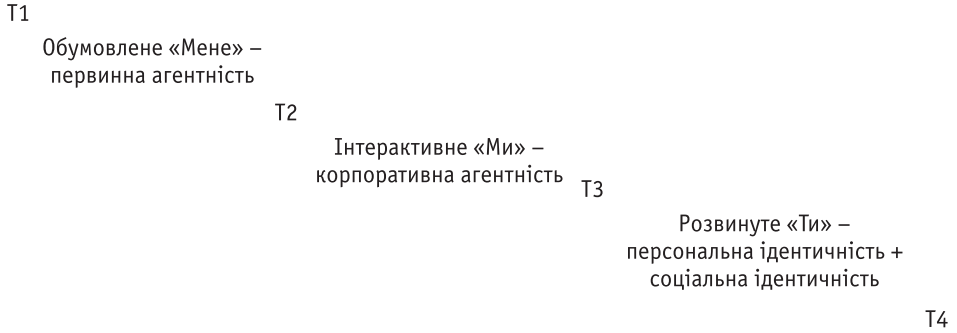 T1
Обумовлене «Мене» –
первинна агентність
T2
Інтерактивне «Ми» –
корпоративна агентність
T3
Розвинуте «Ти» –
персональна ідентичність +
соціальна ідентичність
T4